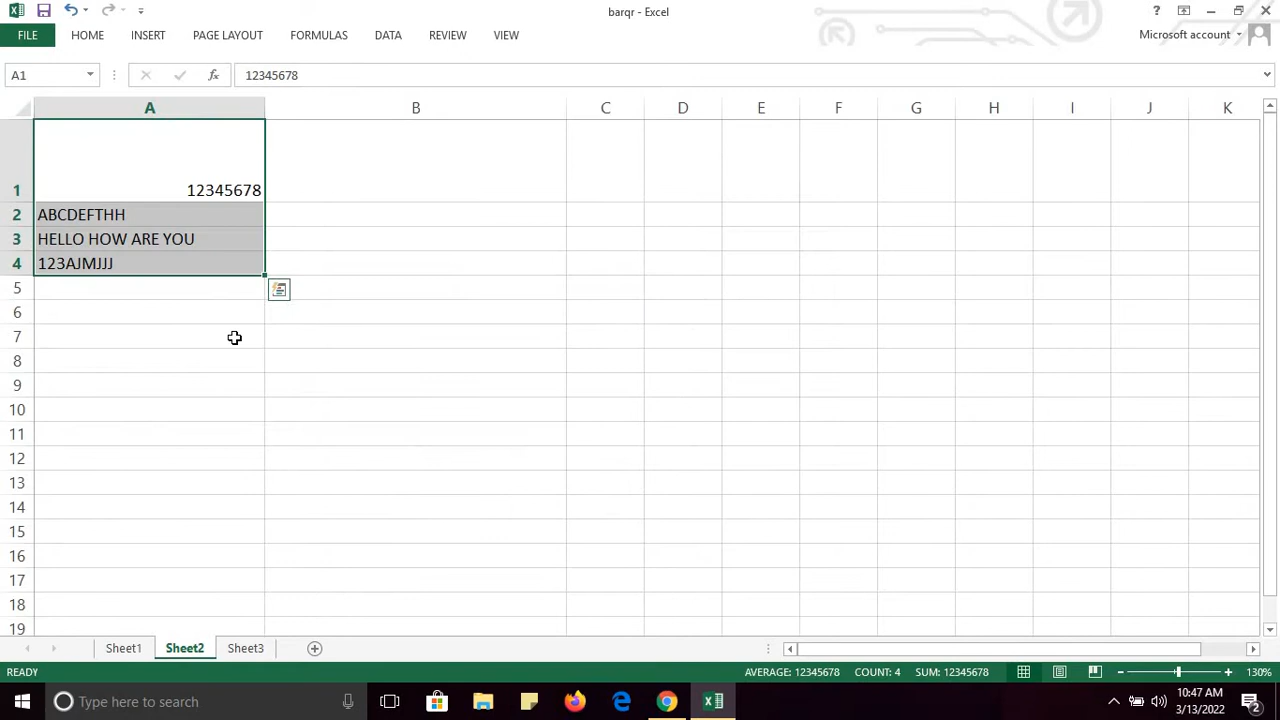 barqr - Excel
?
FILE HOME INSERT PAGE LAYOUT FORMULAS DATA REVIEW VIEW
Microsoft account
A1 fx 12345678
A B C D E F G H I J K
1 12345678
2 ABCDEFTHH
3 HELLO HOW ARE YOU
4 123AJMJJJ
5
6
7
8
9
10
11
12
13
14
15
16
17
18
19
Sheet1 Sheet2 Sheet3
READY AVERAGE: 12345678 COUNT: 4 SUM: 12345678 130%
Type here to search
10:47 AM
3/13/2022
2